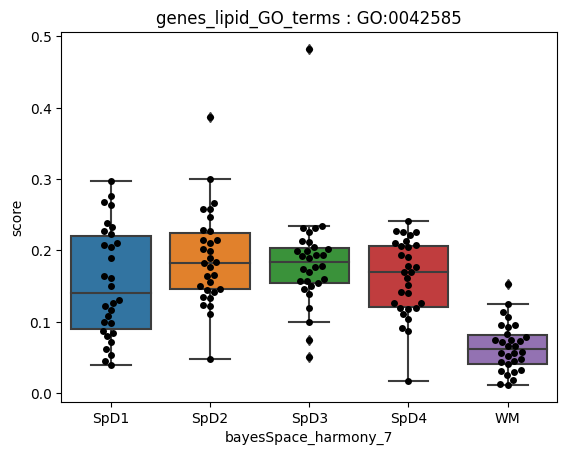 genes_lipid_GO_terms : GO:0042585
0.5
0.4
0.3
0.2
0.1
0.0
score
SpD1 SpD2 SpD3 SpD4 WM
bayesSpace_harmony_7